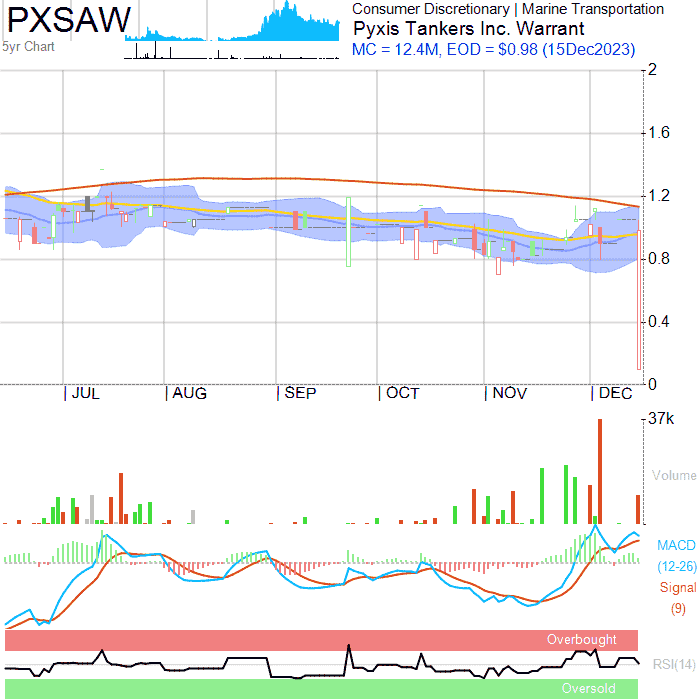 PXSAW
5yr Chart
Consumer Discretionary | Marine Transportation
Pyxis Tankers Inc. Warrant
MC = 12.4M, EOD = $0.98 (15Dec2023)
2
1.6
1.2
0.8
0.4
0
JUL AUG SEP OCT NOV DEC
37k
Volume
MACD
(12-26)
Signal
(9)
Overbought
RSI(14)
Oversold